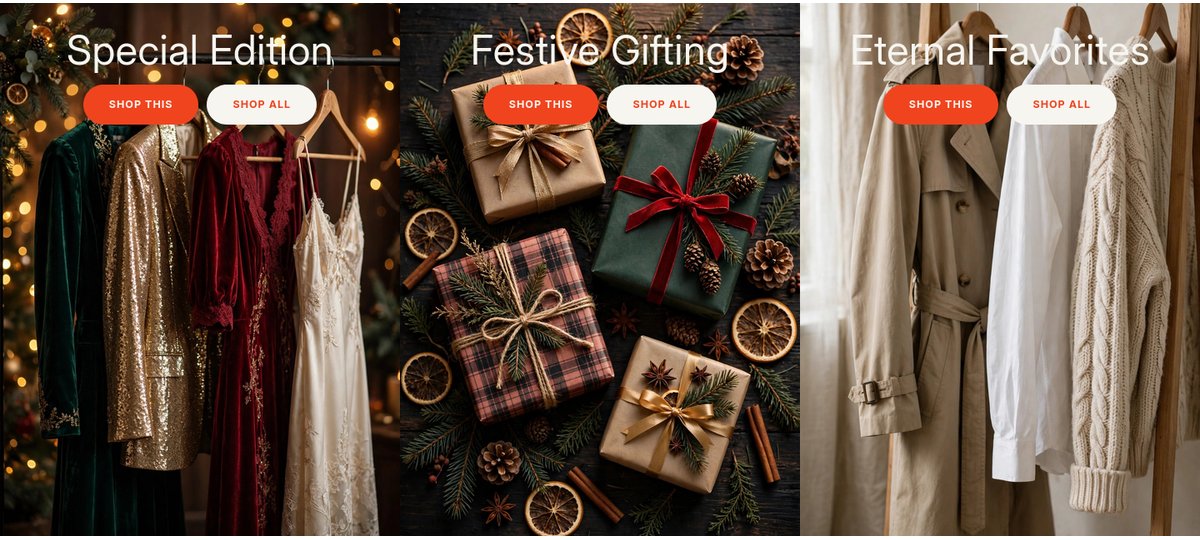 Special Edition
SHOP THIS
SHOP ALL
Festive Gifting
SHOP THIS
SHOP ALL
Eternal Favorites
SHOP THIS
SHOP ALL